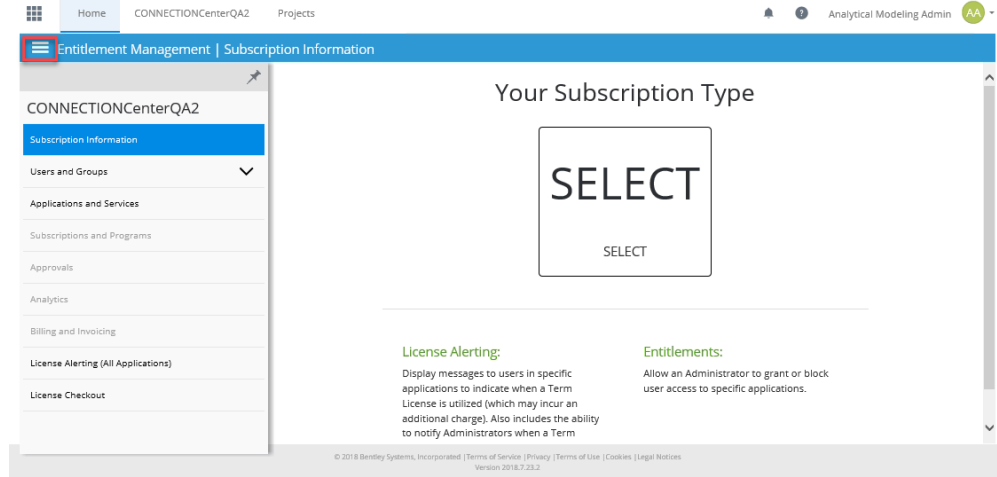 Home CONNECTIONCenterQA2 Projects Analytical Modeling Admin AA
Entitlement Management | Subscription Information
CONNECTIONCenterQA2
Subscription Information
Users and Groups
Applications and Services
Subscriptions and Programs
Approvals
Analytics
Billing and Invoicing
License Alerting (All Applications)
License Checkout
Your Subscription Type
SELECT
SELECT
License Alerting:
Display messages to users in specific
applications to indicate when a Term
License is utilized (which may incur an
additional charge). Also includes the ability
to notify Administrators when a Term
Entitlements:
Allow an Administrator to grant or block
user access to specific applications.
© 2018 Bentley Systems, Incorporated |Terms of Service |Privacy |Terms of Use |Cookies |Legal Notices
Version 2018.7.23.2